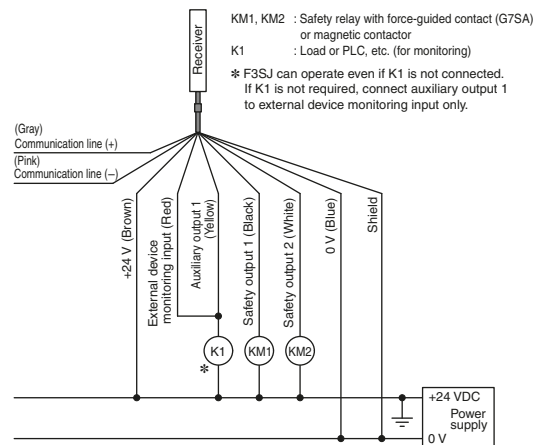 Receiver
KM1, KM2 : Safety relay with force-guided contact (G7SA)
or magnetic contactor
K1 : Load or PLC, etc. (for monitoring)
* F3SJ can operate even if K1 is not connected.
If K1 is not required, connect auxiliary output 1
to external device monitoring input only.
(Gray)
Communication line (+)
(Pink)
Communication line (–)
+24 V (Brown)
External device
monitoring input (Red)
Auxiliary output 1
(Yellow)
Safety output 1 (Black)
Safety output 2 (White)
0 V (Blue)
Shield
K1
KM1
KM2
*
+24 VDC
Power
supply
0 V